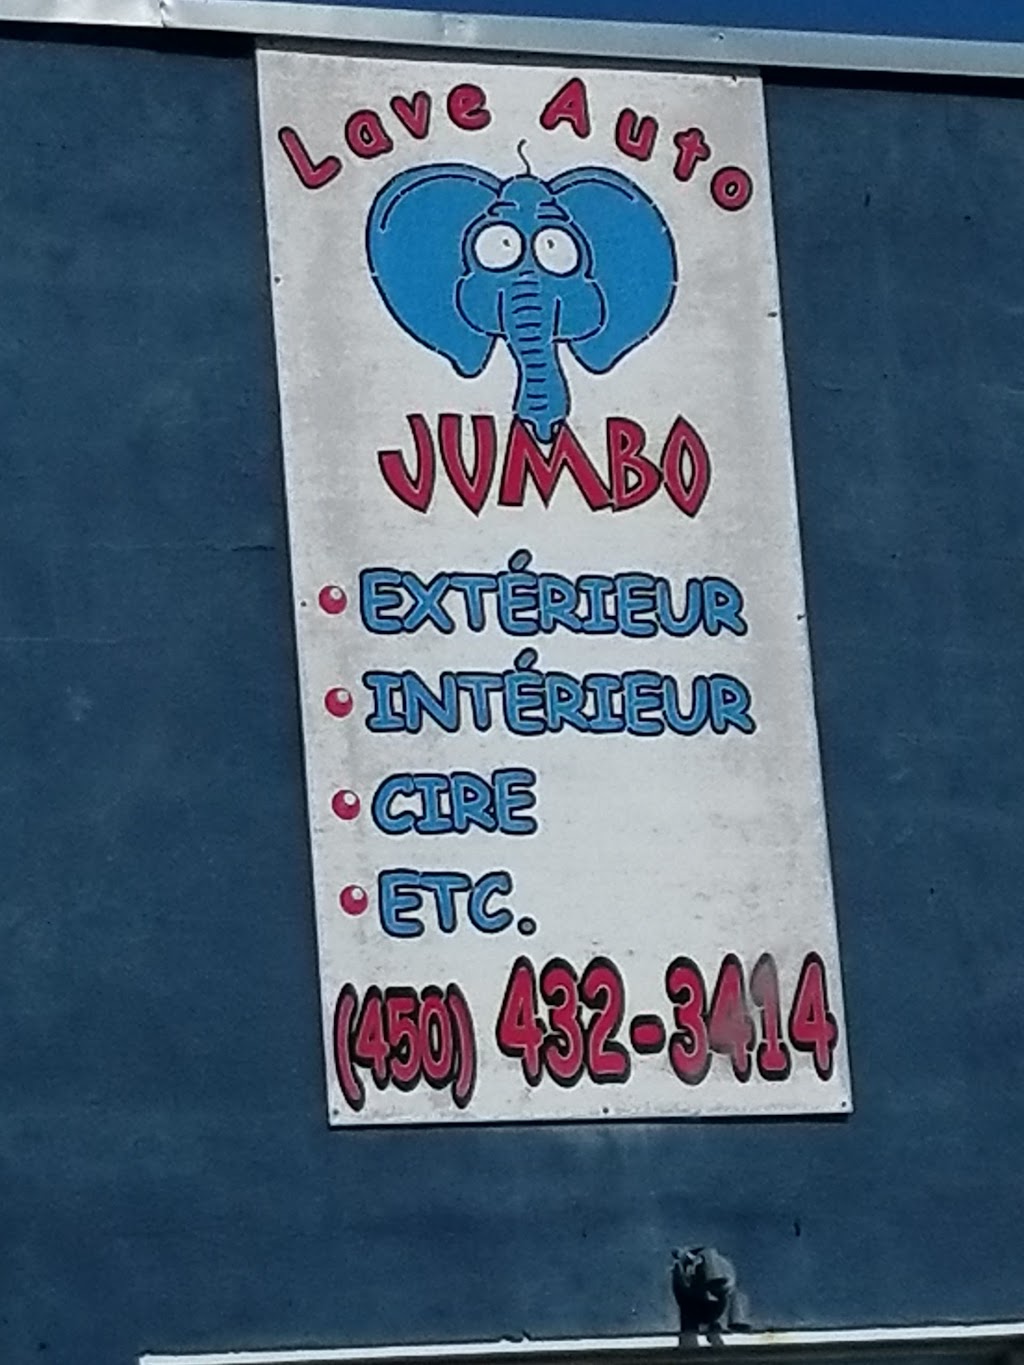 Lave Auto
JUMBO
• EXTÉRIEUR
• INTÉRIEUR
• CIRE
• ETC.
(450) 432-3414